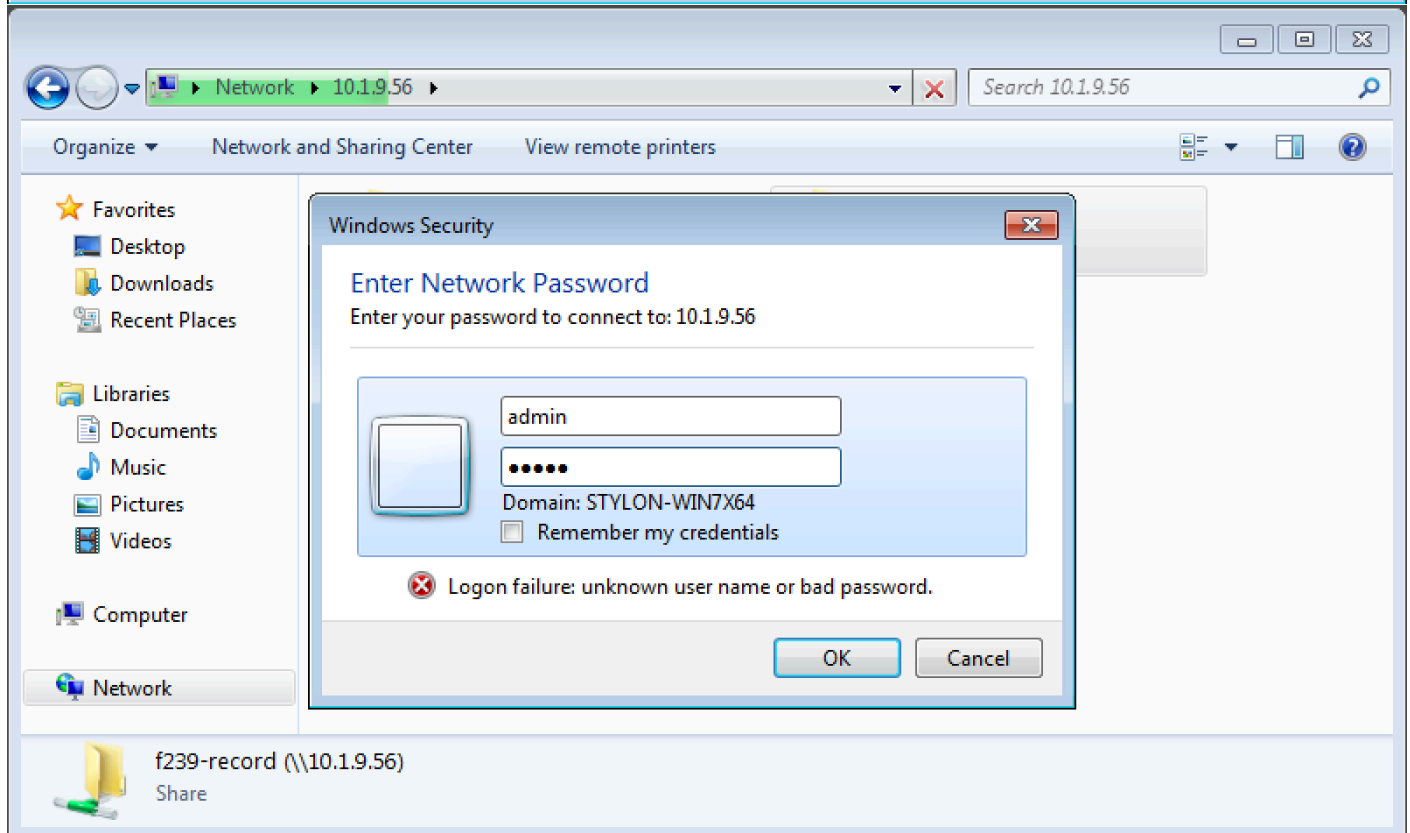 Network 10.1.9.56
Search 10.1.9.56
Organize Network and Sharing Center View remote printers
Favorites
Desktop
Downloads
Recent Places
Libraries
Documents
Music
Pictures
Videos
Computer
Network
Windows Security
Enter Network Password
Enter your password to connect to: 10.1.9.56
admin
•••••
Domain: STYLON-WIN7X64
Remember my credentials
Logon failure: unknown user name or bad password.
OK Cancel
f239-record (\\10.1.9.56)
Share